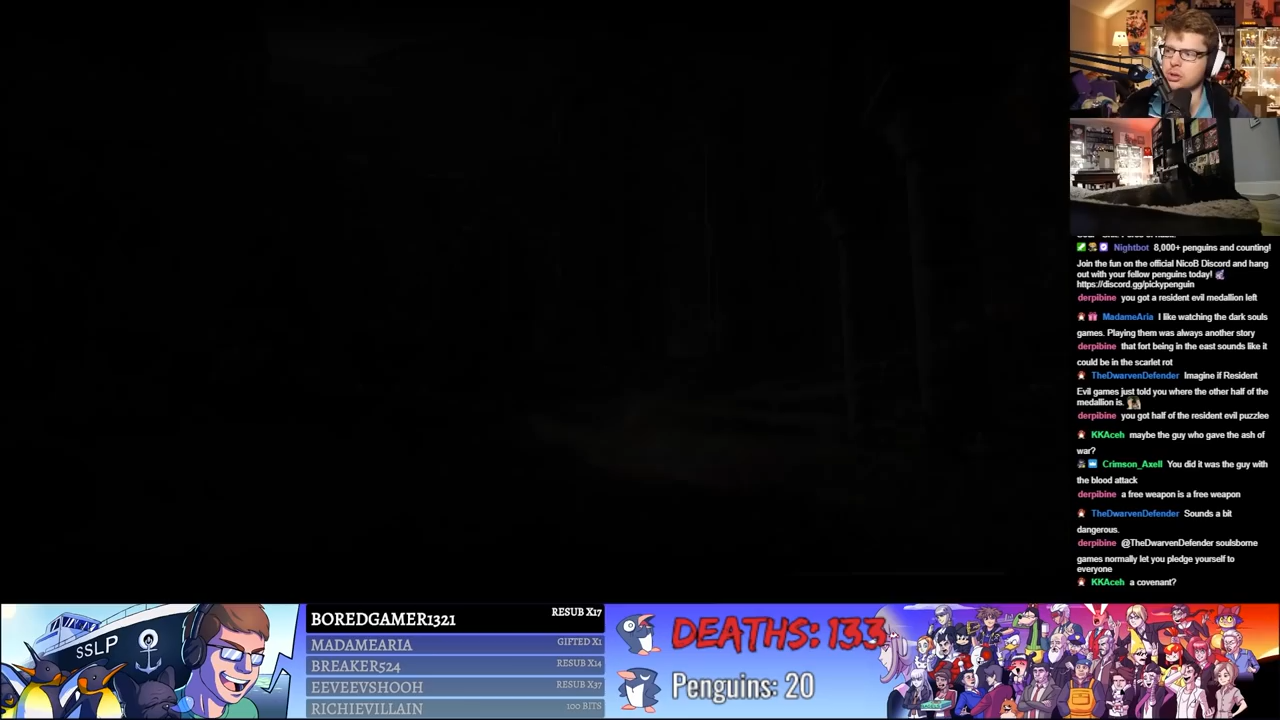 Nightbot 8,000+ penguins and counting!
Join the fun on the official NicoB Discord and hang
out with your fellow penguins today!
https://discord.gg/pickypenguin
derpibine you got a resident evil medallion left
MadameAria I like watching the dark souls
games. Playing them was always another story
derpibine that fort being in the east sounds like it
could be in the scarlet rot
TheDwarvenDefender Imagine if Resident
Evil games just told you where the other half of the
medallion is.
derpibine you got half of the resident evil puzzlee
KKAceh maybe the guy who gave the ash of
war?
Crimson_Axell You did it was the guy with
the blood attack
derpibine a free weapon is a free weapon
TheDwarvenDefender Sounds a bit
dangerous.
derpibine @TheDwarvenDefender soulsborne
games normally let you pledge yourself to
everyone
KKAceh a covenant?
SSLP
BOREDGAMER1321 RESUB X17
MADAMEARIA GIFTED X1
BREAKER524 RESUB X14
EEVEEVSHOOH RESUB X37
RICHIEVILLAIN 100 BITS
DEATHS: 133
Penguins: 20